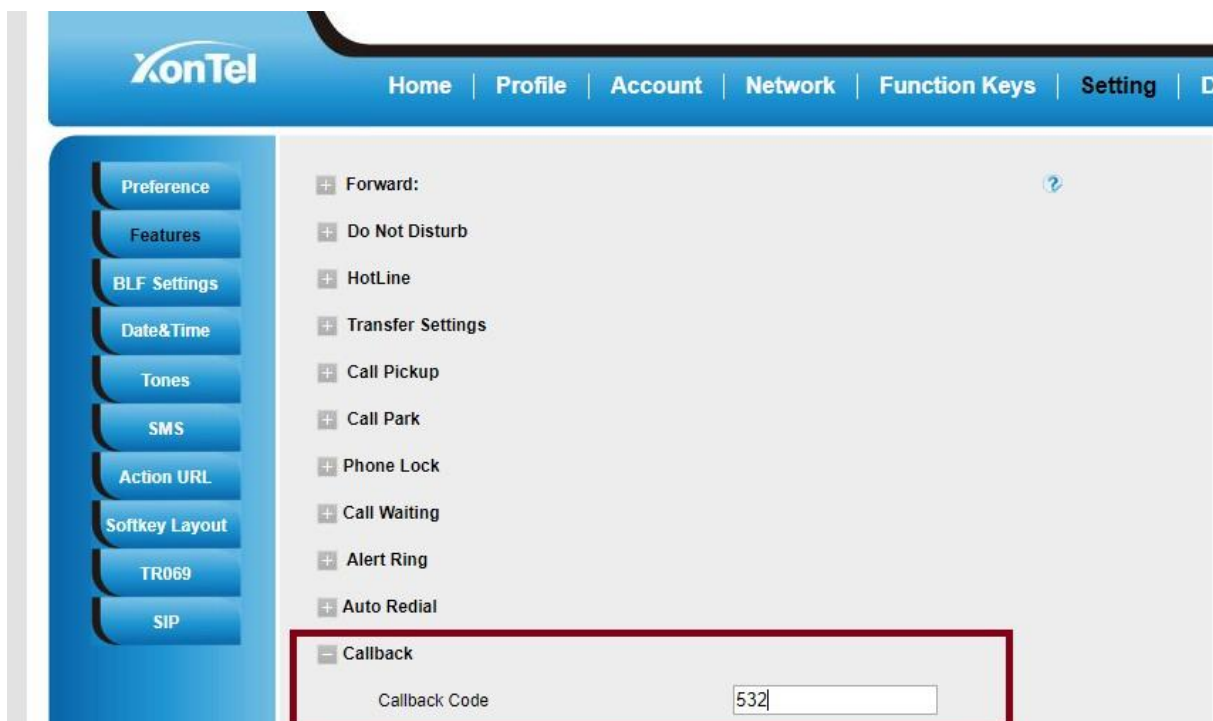 XonTel
Home | Profile | Account | Network | Function Keys | Setting | D
Preference
Features
BLF Settings
Date&Time
Tones
SMS
Action URL
Softkey Layout
TR069
SIP
Forward:
Do Not Disturb
HotLine
Transfer Settings
Call Pickup
Call Park
Phone Lock
Call Waiting
Alert Ring
Auto Redial
Callback
Callback Code 532